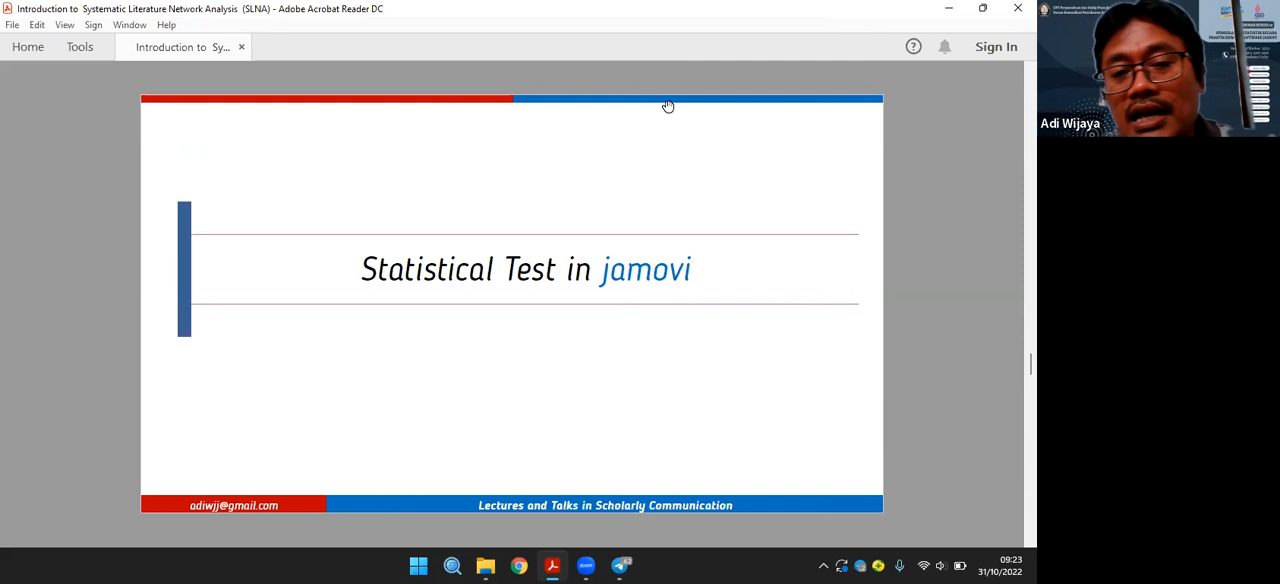 Introduction to Systematic Literature Network Analysis (SLNA) - Adobe Acrobat Reader DC
File Edit View Sign Window Help
Home Tools Introduction to Sy... × Sign In
Statistical Test in jamovi
adiwjj@gmail.com Lectures and Talks in Scholarly Communication
Adi Wijaya
zoom
62
09:23
31/10/2022